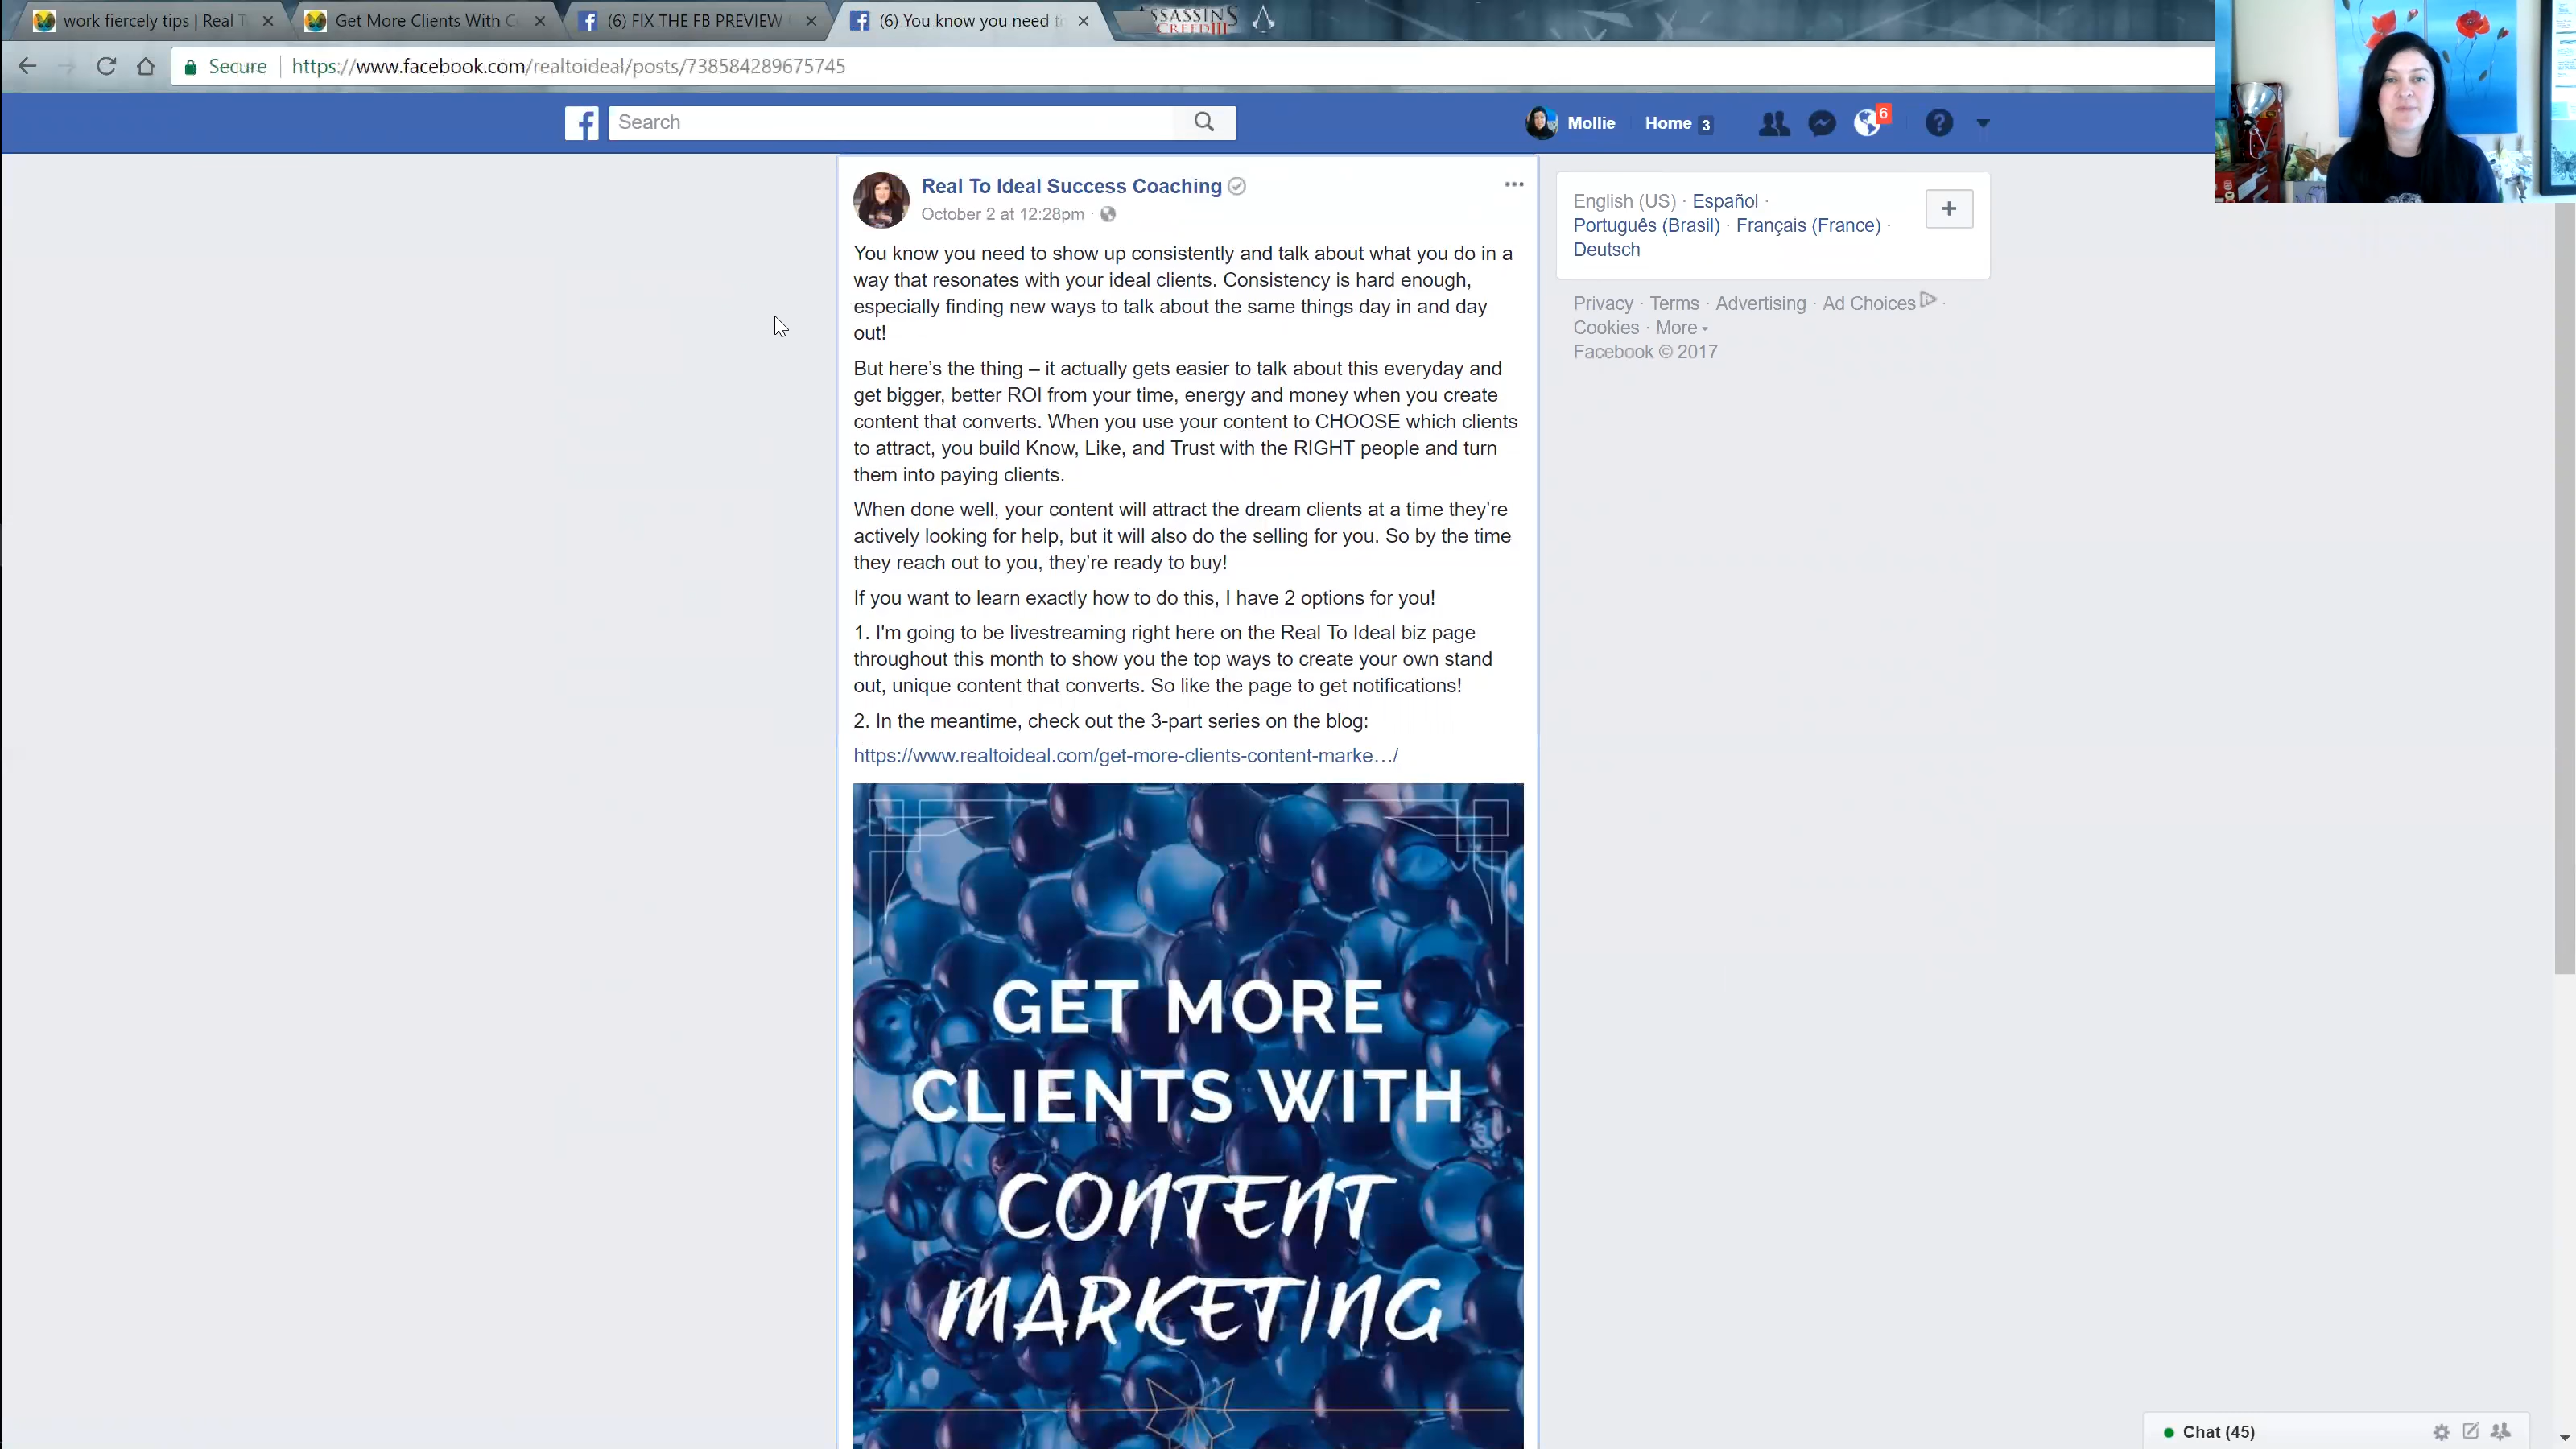 work fiercely tips | Real T
Get More Clients With C
(6) FIX THE FB PREVIEW
(6) You know you need to
ASSASSINS
CREED III
Secure
https://www.facebook.com/realtoideal/posts/738584289675745
Search
Mollie
Home 3
6
Real To Ideal Success Coaching
October 2 at 12:28pm ·
You know you need to show up consistently and talk about what you do in a
way that resonates with your ideal clients. Consistency is hard enough,
especially finding new ways to talk about the same things day in and day
out!
But here’s the thing – it actually gets easier to talk about this everyday and
get bigger, better ROI from your time, energy and money when you create
content that converts. When you use your content to CHOOSE which clients
to attract, you build Know, Like, and Trust with the RIGHT people and turn
them into paying clients.
When done well, your content will attract the dream clients at a time they’re
actively looking for help, but it will also do the selling for you. So by the time
they reach out to you, they’re ready to buy!
If you want to learn exactly how to do this, I have 2 options for you!
1. I'm going to be livestreaming right here on the Real To Ideal biz page
throughout this month to show you the top ways to create your own stand
out, unique content that converts. So like the page to get notifications!
2. In the meantime, check out the 3-part series on the blog:
https://www.realtoideal.com/get-more-clients-content-marke…/
GET MORE
CLIENTS WITH
CONTENT
MARKETING
English (US) · Español ·
Português (Brasil) · Français (France) ·
Deutsch
Privacy · Terms · Advertising · Ad Choices ·
Cookies · More
Facebook © 2017
Chat (45)